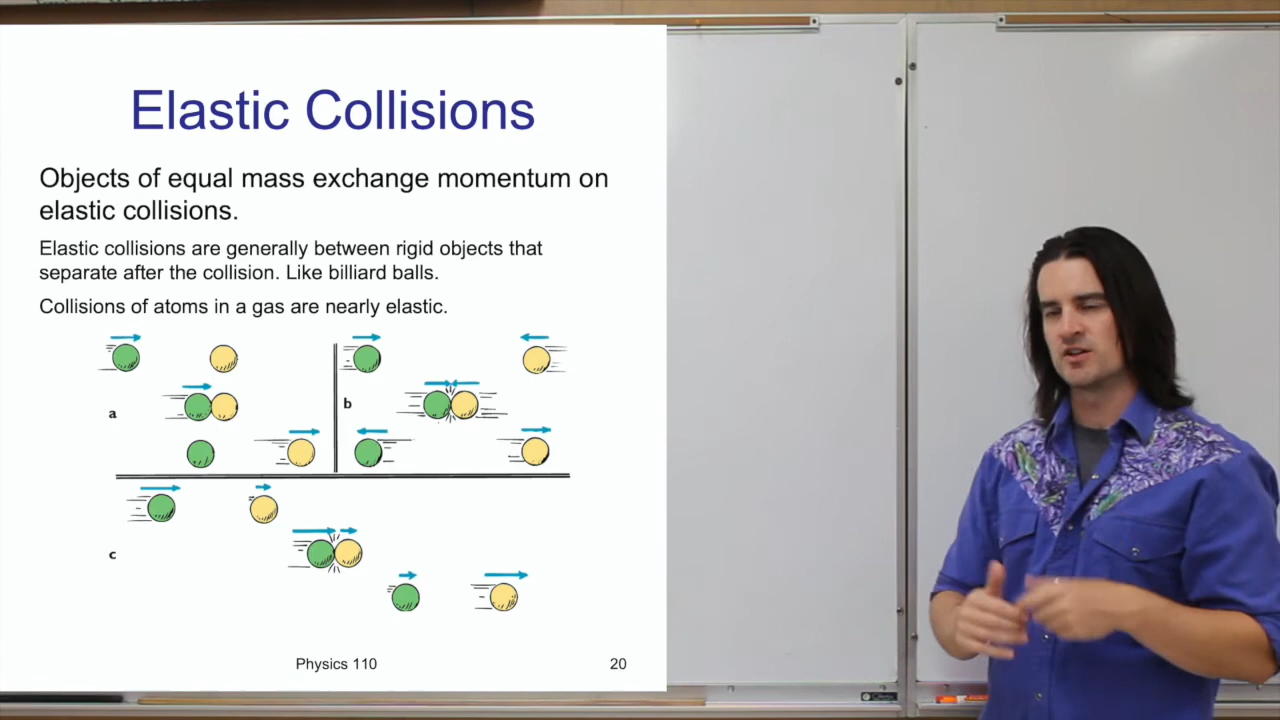 Elastic Collisions
Objects of equal mass exchange momentum on
elastic collisions.
Elastic collisions are generally between rigid objects that
separate after the collision. Like billiard balls.
Collisions of atoms in a gas are nearly elastic.
a
b
c
Physics 110
20